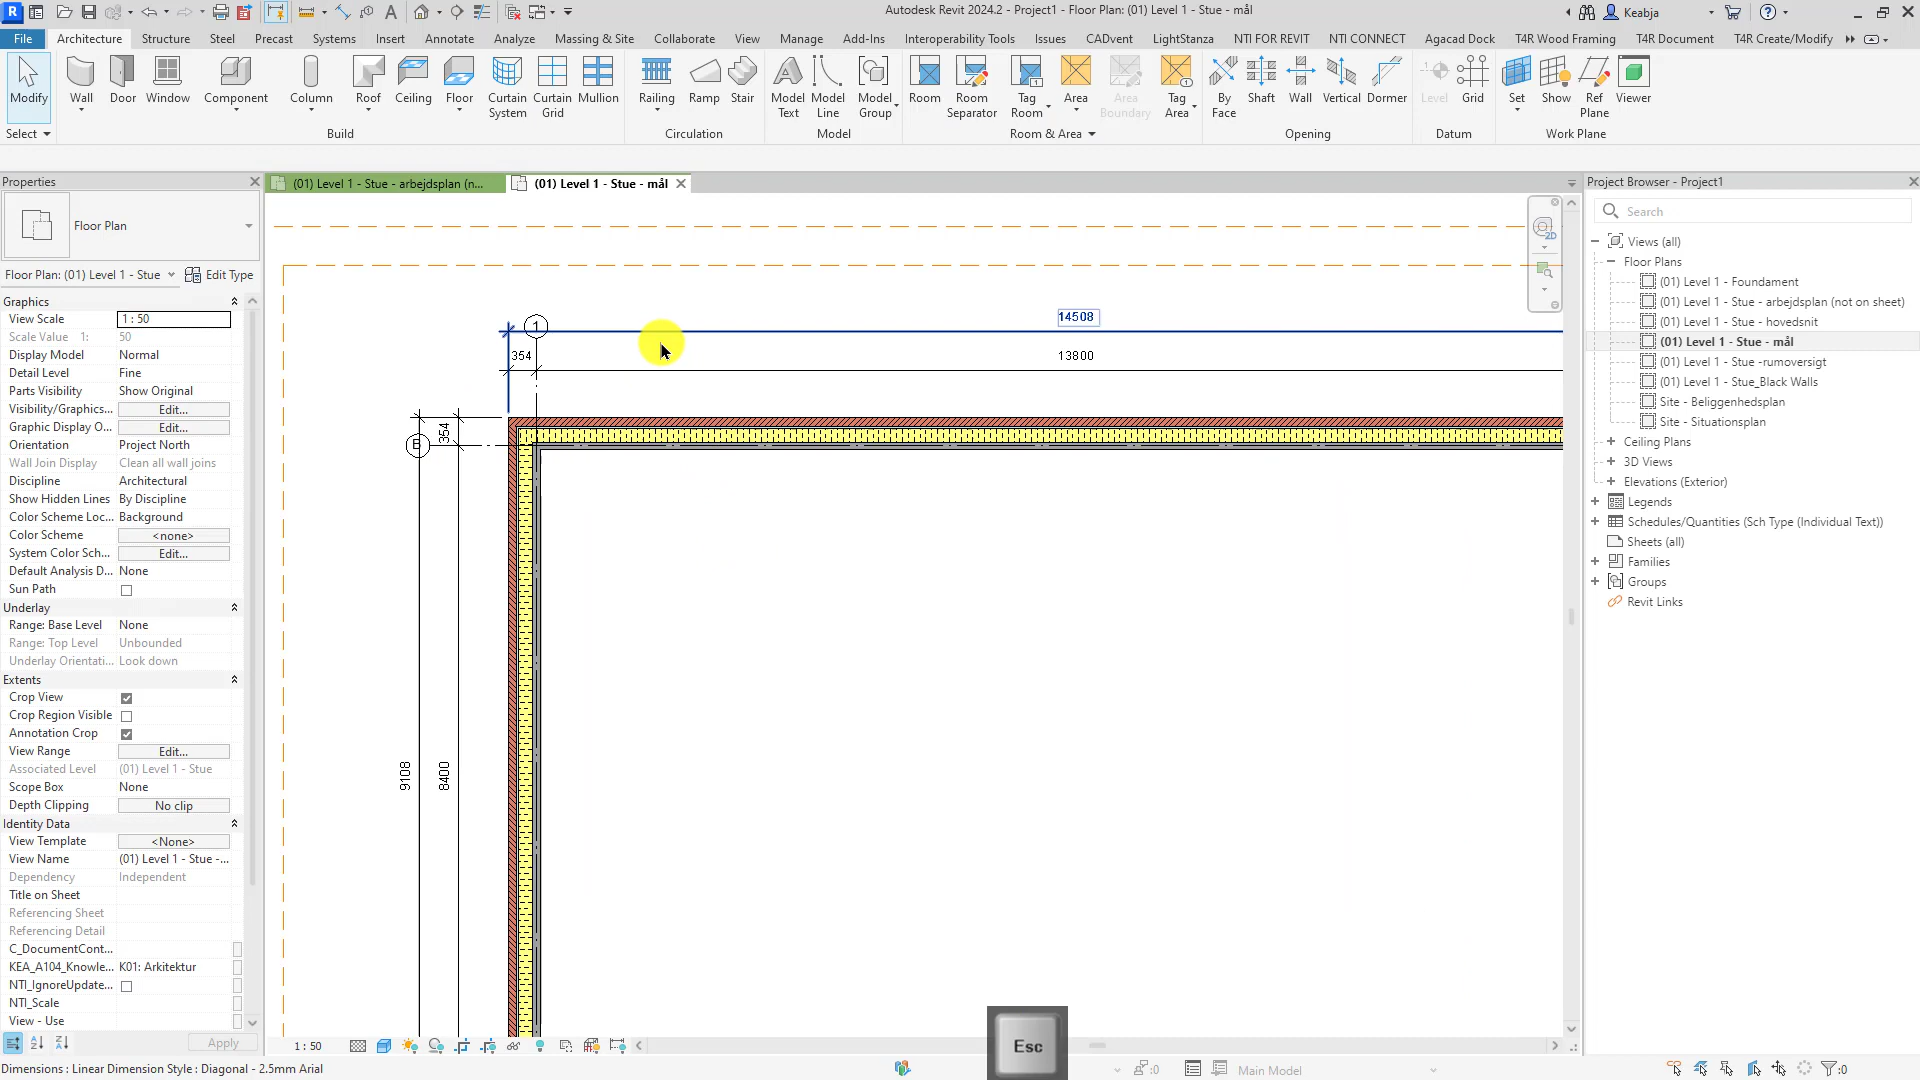 Autodesk Revit 2024.2 - Project1 - Floor Plan: (01) Level 1 - Stue - mål
Keabja
File Architecture Structure Steel Precast Systems Insert Annotate Analyze Massing & Site Collaborate View Manage Add-Ins Interoperability Tools Issues CADvent LightStanza NTI FOR REVIT NTI CONNECT Agacad Dock T4R Wood Framing T4R Document T4R Create/Modify
Modify Wall Door Window Component Column Roof Ceiling Floor Curtain System Curtain Grid Mullion Railing Ramp Stair Model Text Model Line Model Group Room Room Separator Tag Room Area Area Boundary Tag Area By Face Shaft Wall Vertical Dormer Level Grid Set Show Ref Plane Viewer
Select Build Circulation Model Room & Area Opening Datum Work Plane
Properties
Floor Plan
Floor Plan: (01) Level 1 - Stue Edit Type
Graphics
View Scale 1 : 50
Scale Value 1: 50
Display Model Normal
Detail Level Fine
Parts Visibility Show Original
Visibility/Graphics... Edit...
Graphic Display O... Edit...
Orientation Project North
Wall Join Display Clean all wall joins
Discipline Architectural
Show Hidden Lines By Discipline
Color Scheme Loc... Background
Color Scheme <none>
System Color Sch... Edit...
Default Analysis D... None
Sun Path
Underlay
Range: Base Level None
Range: Top Level Unbounded
Underlay Orientati... Look down
Extents
Crop View
Crop Region Visible
Annotation Crop
View Range Edit...
Associated Level (01) Level 1 - Stue
Scope Box None
Depth Clipping No clip
Identity Data
View Template <None>
View Name (01) Level 1 - Stue -...
Dependency Independent
Title on Sheet
Referencing Sheet
Referencing Detail
C_DocumentCont...
KEA_A104_Knowle... K01: Arkitektur
NTI_IgnoreUpdate...
NTI_Scale
View - Use
Apply
(01) Level 1 - Stue - arbejdsplan (n... (01) Level 1 - Stue - mål
2D
14508
1
354 13800
354
B
9108 8400
Esc
1 : 50
Project Browser - Project1
Search
Views (all)
Floor Plans
(01) Level 1 - Foundament
(01) Level 1 - Stue - arbejdsplan (not on sheet)
(01) Level 1 - Stue - hovedsnit
(01) Level 1 - Stue - mål
(01) Level 1 - Stue -rumoversigt
(01) Level 1 - Stue_Black Walls
Site - Beliggenhedsplan
Site - Situationsplan
Ceiling Plans
3D Views
Elevations (Exterior)
Legends
Schedules/Quantities (Sch Type (Individual Text))
Sheets (all)
Families
Groups
Revit Links
Dimensions : Linear Dimension Style : Diagonal - 2.5mm Arial :0 Main Model :0